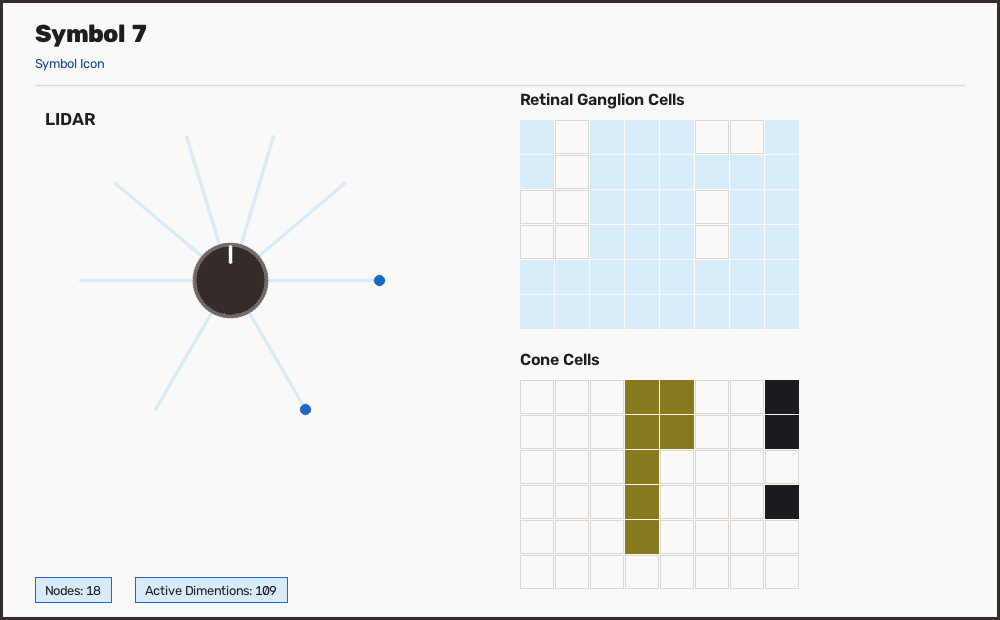 Symbol 7
Symbol Icon
LIDAR
Retinal Ganglion Cells
Cone Cells
Nodes: 18
Active Dimentions: 109